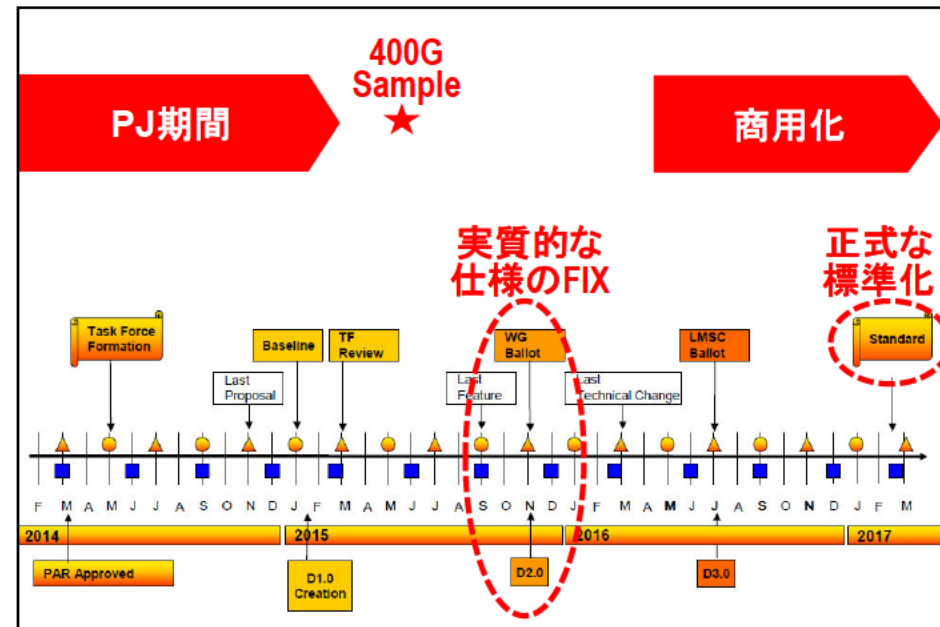 400G
Sample
PJ期間
商用化
実質的な
仕様のFIX
正式な
標準化
Task Force
Formation
Baseline
TF
Review
WG
Ballot
LMSC
Ballot
Standard
Last
Proposal
Last
Feature
Last
Technical Change
F M A M J J A S O N D J F M A M J J A S O N D J F M A M J J A S O N D J F M
2014 2015 2016 2017
PAR Approved
D1.0
Creation
D2.0
D3.0